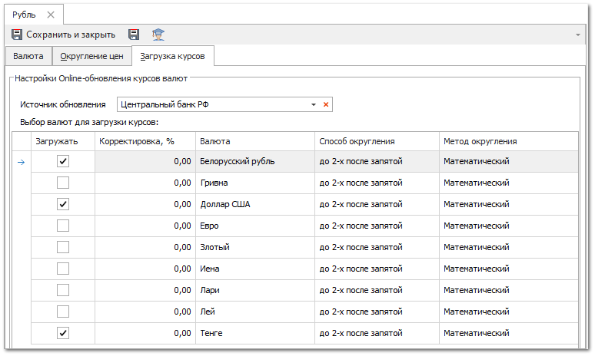 Рубль
Сохранить и закрыть
Валюта Округление цен Загрузка курсов
Настройки Online-обновления курсов валют
Источник обновления Центральный банк РФ
Выбор валют для загрузки курсов:
Загружать Корректировка, % Валюта Способ округления Метод округления
0,00 Белорусский рубль до 2-х после запятой Математический
0,00 Гривна до 2-х после запятой Математический
0,00 Доллар США до 2-х после запятой Математический
0,00 Евро до 2-х после запятой Математический
0,00 Злотый до 2-х после запятой Математический
0,00 Иена до 2-х после запятой Математический
0,00 Лари до 2-х после запятой Математический
0,00 Лей до 2-х после запятой Математический
0,00 Тенге до 2-х после запятой Математический